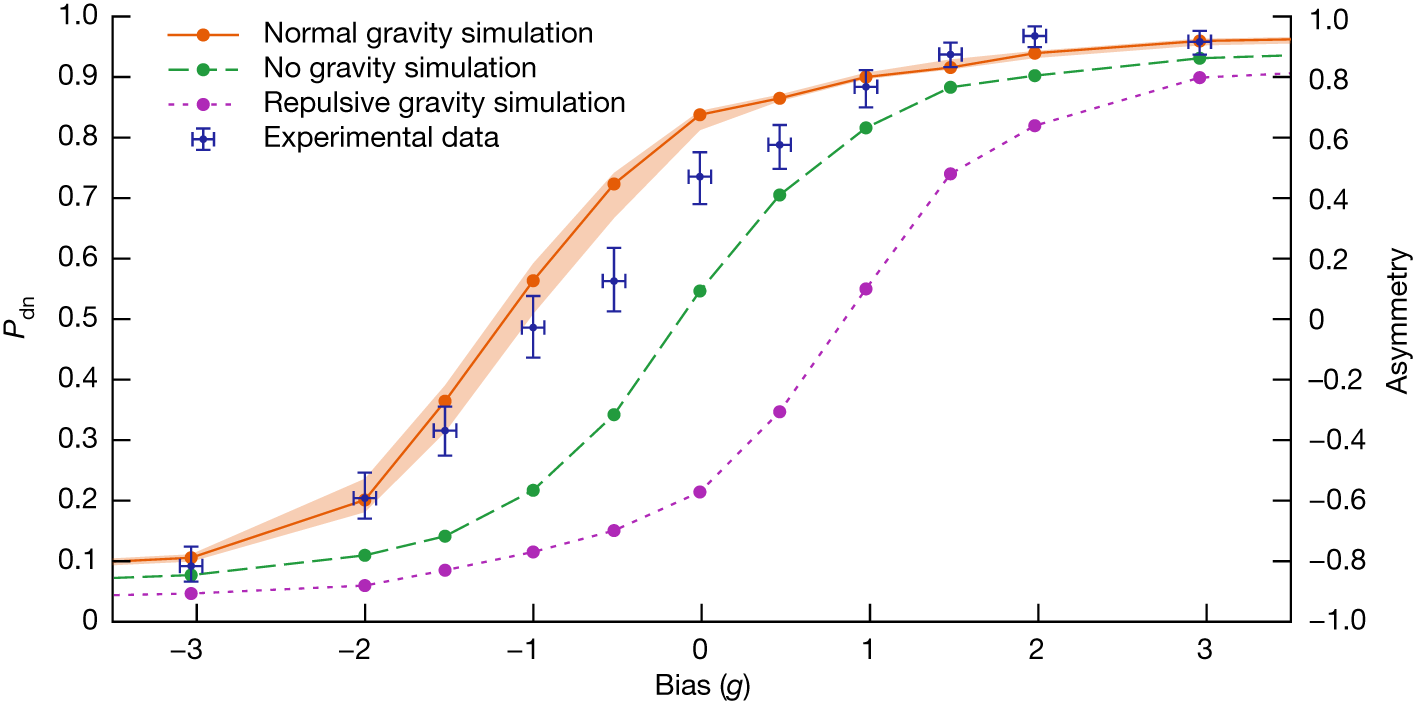 Normal gravity simulation
No gravity simulation
Repulsive gravity simulation
Experimental data
1.0
0.9
0.8
0.7
0.6
0.5
0.4
0.3
0.2
0.1
0
Pdn
1.0
0.8
0.6
0.4
0.2
0
−0.2
−0.4
−0.6
−0.8
−1.0
Asymmetry
−3 −2 −1 0 1 2 3
Bias (g)